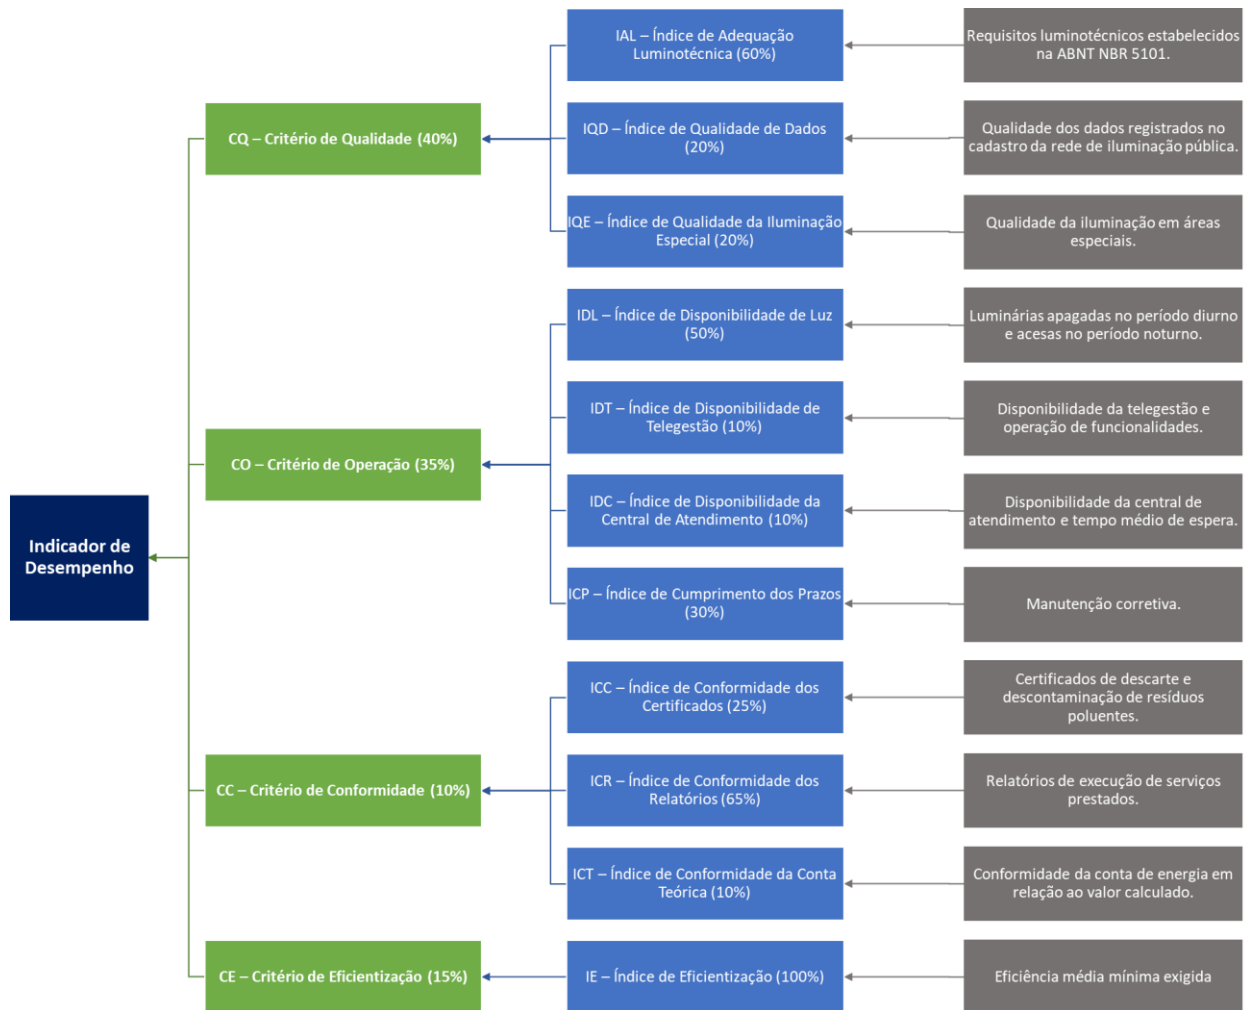 IAL – Índice de Adequação
Luminotécnica (60%)
Requisitos luminotécnicos estabelecidos
na ABNT NBR 5101.
CQ – Critério de Qualidade (40%)
IQD – Índice de Qualidade de Dados
(20%)
Qualidade dos dados registrados no
cadastro da rede de iluminação pública.
IQE – Índice de Qualidade da Iluminação
Especial (20%)
Qualidade da iluminação em áreas
especiais.
IDL – Índice de Disponibilidade de Luz
(50%)
Luminárias apagadas no período diurno
e acesas no período noturno.
IDT – Índice de Disponibilidade de
Telegestão (10%)
Disponibilidade da telegestão e
operação de funcionalidades.
CO – Critério de Operação (35%)
IDC – Índice de Disponibilidade da
Central de Atendimento (10%)
Disponibilidade da central de
atendimento e tempo médio de espera.
Indicador de
Desempenho
ICP – Índice de Cumprimento dos Prazos
(30%)
Manutenção corretiva.
ICC – Índice de Conformidade dos
Certificados (25%)
Certificados de descarte e
descontaminação de resíduos
poluentes.
CC – Critério de Conformidade (10%)
ICR – Índice de Conformidade dos
Relatórios (65%)
Relatórios de execução de serviços
prestados.
ICT – Índice de Conformidade da Conta
Teórica (10%)
Conformidade da conta de energia em
relação ao valor calculado.
CE – Critério de Eficientização (15%)
IE – Índice de Eficientização (100%)
Eficiência média mínima exigida